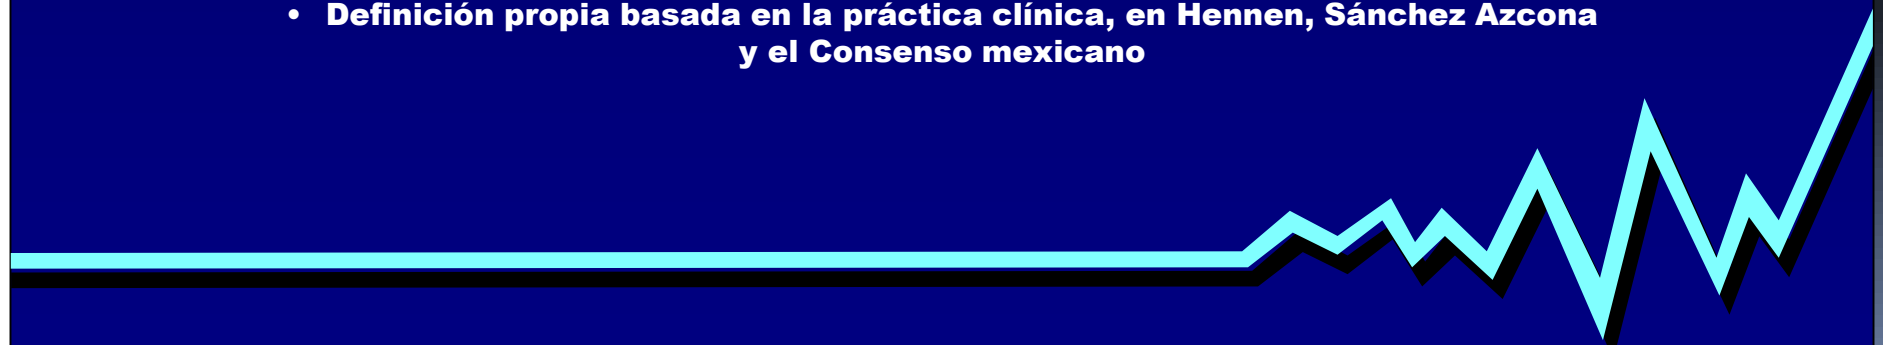 • Definición propia basada en la práctica clínica, en Hennen, Sánchez Azcona
y el Consenso mexicano